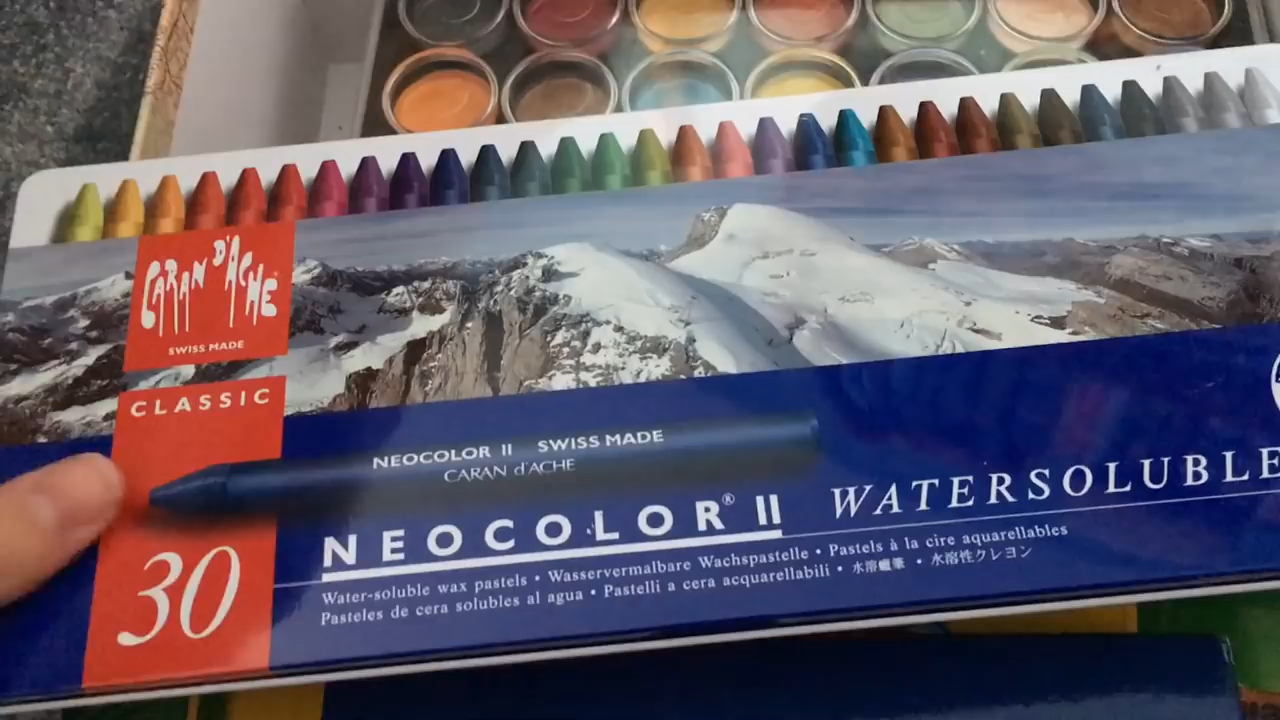 CARAN D'ACHE
SWISS MADE
CLASSIC
NEOCOLOR II SWISS MADE
CARAN d'ACHE
NEOCOLOR® II WATERSOLUBLE
Water-soluble wax pastels • Wasservermalbare Wachspastelle • Pastels à la cire aquarellables
Pasteles de cera solubles al agua • Pastelli a cera acquarellabili • 水溶蠟筆 • 水溶性クレヨン
30